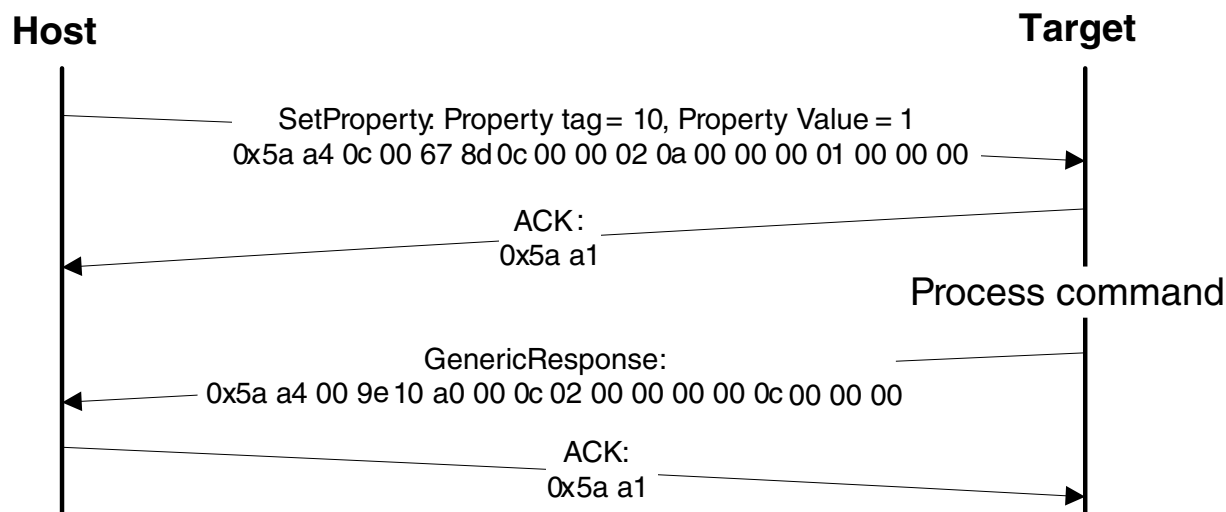 Host
Target
SetProperty: Property tag = 10, Property Value = 1
0x5a a4 0c 00 67 8d 0c 00 00 02 0a 00 00 00 01 00 00 00
ACK:
0x5a a1
Process command
GenericResponse:
0x5a a4 00 9e 10 a0 00 0c 02 00 00 00 00 0c 00 00 00
ACK:
0x5a a1